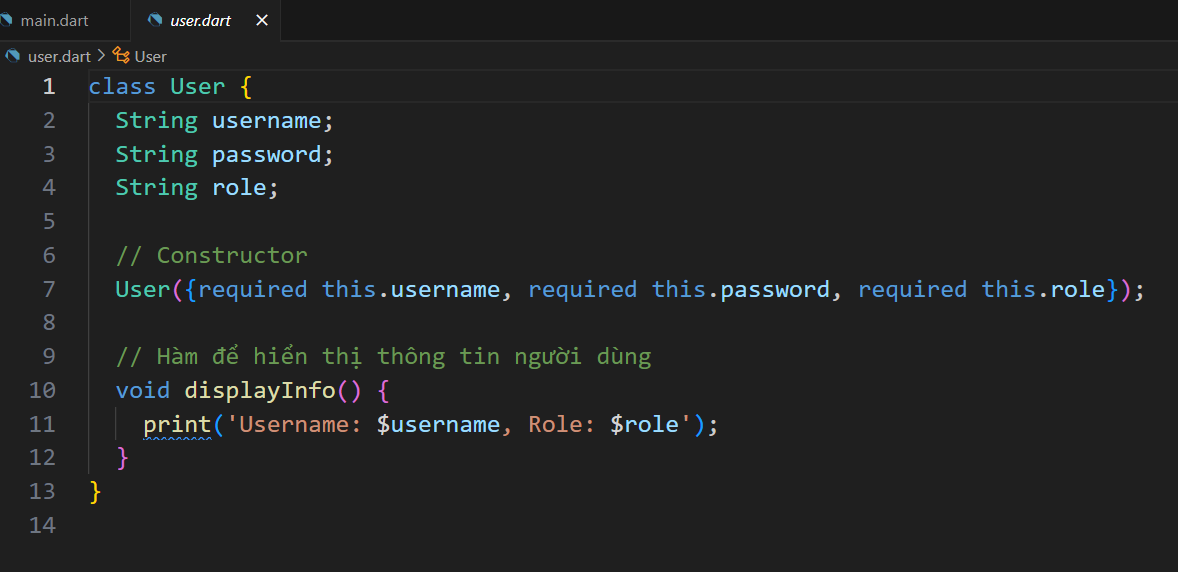 main.dart
user.dart
user.dart > User
1 class User {
2 String username;
3 String password;
4 String role;
5
6 // Constructor
7 User({required this.username, required this.password, required this.role});
8
9 // Hàm để hiển thị thông tin người dùng
10 void displayInfo() {
11 print('Username: $username, Role: $role');
12 }
13 }
14